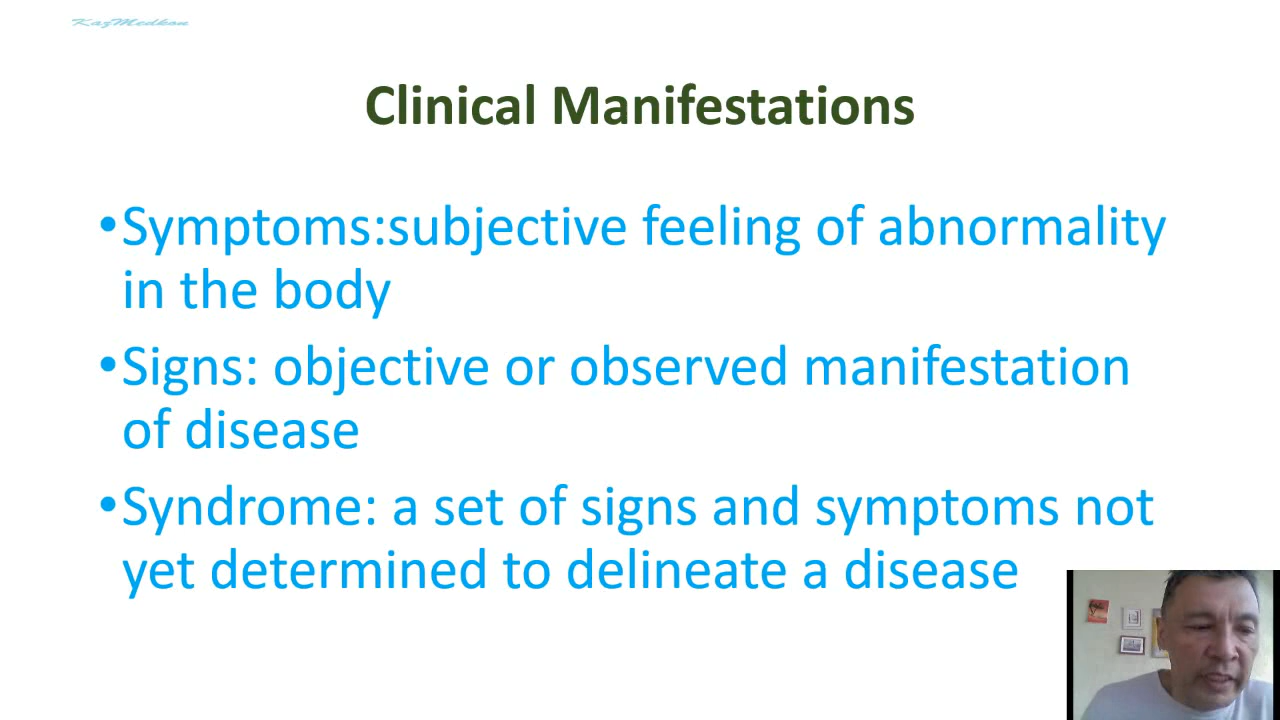 KazMedkon
Clinical Manifestations
•Symptoms:subjective feeling of abnormality
in the body
•Signs: objective or observed manifestation
of disease
•Syndrome: a set of signs and symptoms not
yet determined to delineate a disease